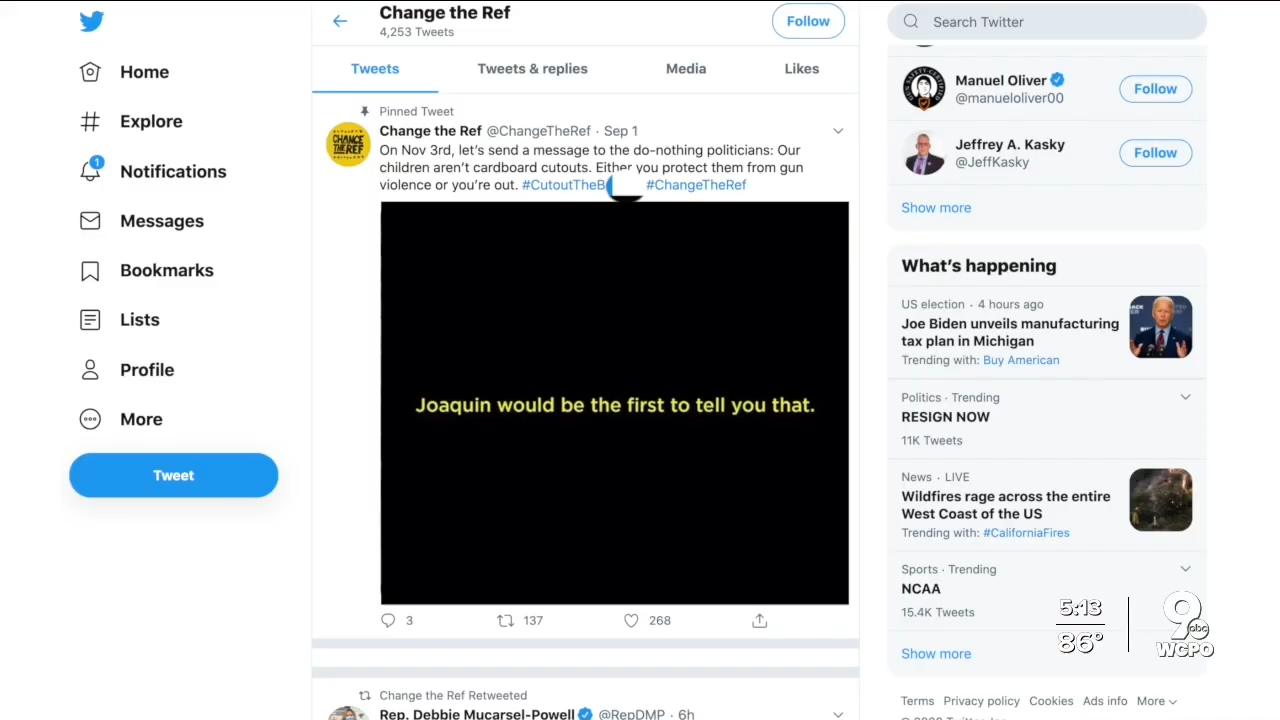 Change the Ref
4,253 Tweets
Follow
Search Twitter
Home
Explore
1
Notifications
Messages
Bookmarks
Lists
Profile
More
Tweet
Tweets
Tweets & replies
Media
Likes
Pinned Tweet
CHANGE
THE REF
Change the Ref @ChangeTheRef · Sep 1
On Nov 3rd, let's send a message to the do-nothing politicians: Our
children aren't cardboard cutouts. Either you protect them from gun
violence or you're out. #CutoutTheB #ChangeTheRef
Joaquin would be the first to tell you that.
3
137
268
Change the Ref Retweeted
Rep. Debbie Mucarsel-Powell @RepDMP · 6h
Manuel Oliver
@manueloliver00
Follow
Jeffrey A. Kasky
@JeffKasky
Follow
Show more
What's happening
US election · 4 hours ago
Joe Biden unveils manufacturing
tax plan in Michigan
Trending with: Buy American
Politics · Trending
RESIGN NOW
11K Tweets
News · LIVE
Wildfires rage across the entire
West Coast of the US
Trending with: #CaliforniaFires
Sports · Trending
NCAA
15.4K Tweets
Show more
5:13
86°
9
abc
WCPO
Terms Privacy policy Cookies Ads info More